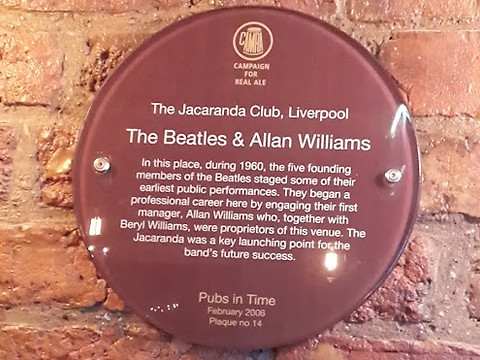 CAMRA
CAMPAIGN
FOR
REAL ALE
The Jacaranda Club, Liverpool
The Beatles & Allan Williams
In this place, during 1960, the five founding
members of the Beatles staged some of their
earliest public performances. They began a
professional career here by engaging their first
manager, Allan Williams who, together with
Beryl Williams, were proprietors of this venue. The
Jacaranda was a key launching point for the
band's future success.
Pubs in Time
February 2006
Plaque no 14